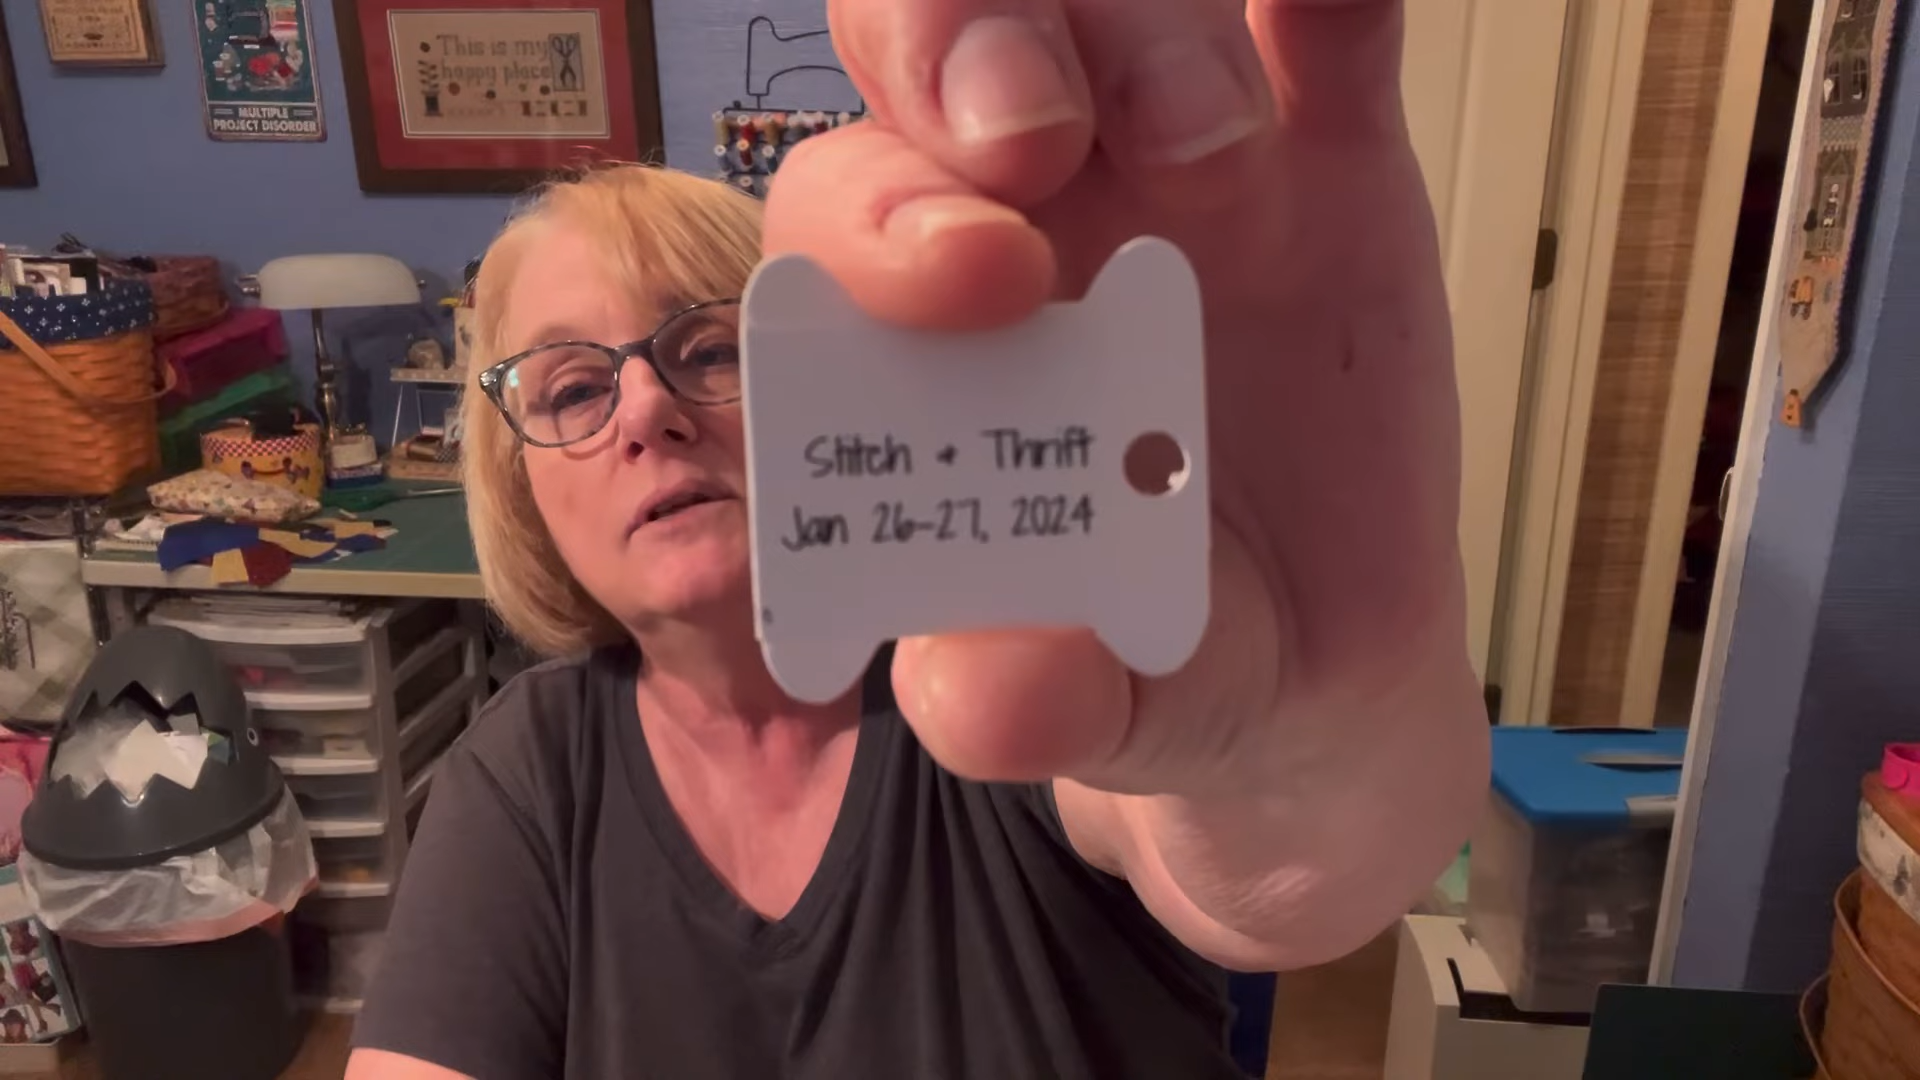 This is my
happy place
MULTIPLE
PROJECT DISORDER
Stitch + Thrift
Jan 26-27, 2024